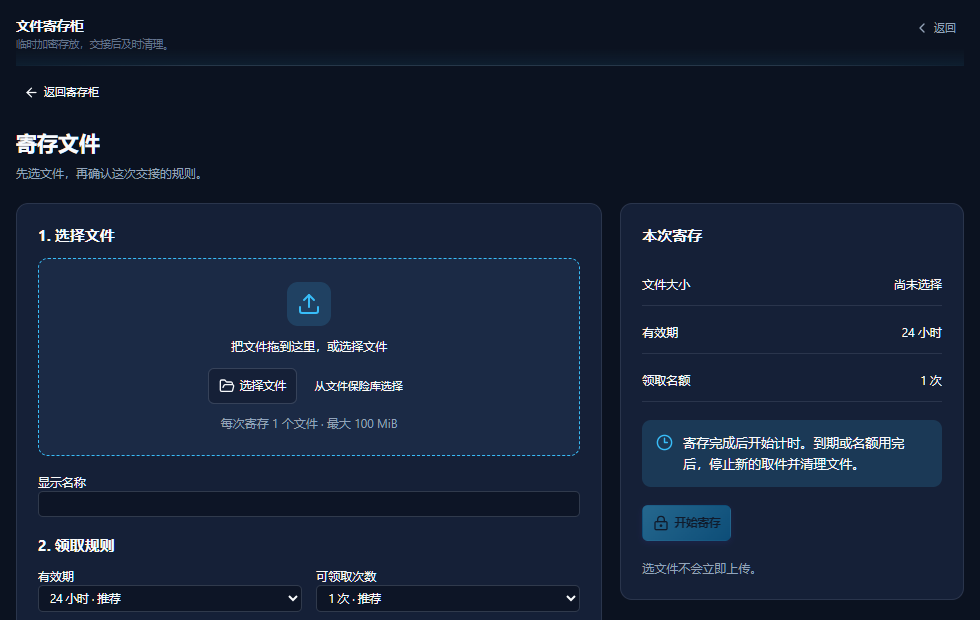 文件寄存柜
临时加密存放，交接后及时清理。
返回
返回寄存柜
寄存文件
先选文件，再确认这次交接的规则。
1. 选择文件
把文件拖到这里，或选择文件
选择文件
从文件保险库选择
每次寄存 1 个文件 · 最大 100 MiB
显示名称
2. 领取规则
有效期
可领取次数
24 小时 · 推荐
1 次 · 推荐
本次寄存
文件大小
尚未选择
有效期
24 小时
领取名额
1 次
寄存完成后开始计时。到期或名额用完
后，停止新的取件并清理文件。
开始寄存
选文件不会立即上传。